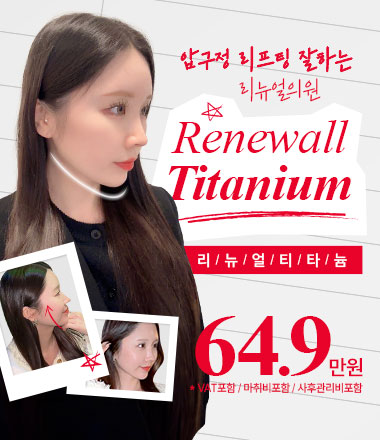 압구정 리프팅 잘하는
리뉴얼의원
Renewall
Titanium
리/뉴/얼/티/타/늄
64.9만원
* VAT포함 / 마취비포함 / 사후관리비포함